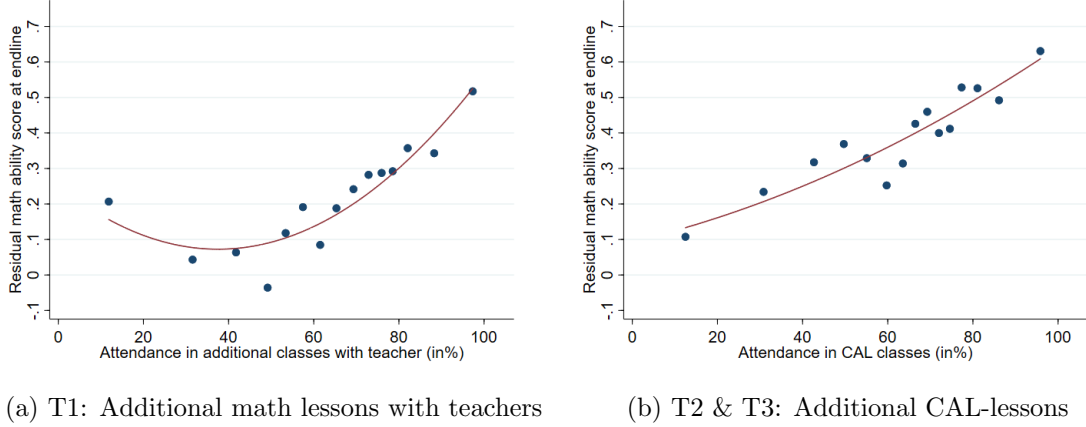 Residual math ability score at endline
.7
.6
.5
.4
.3
.2
.1
0
-.1
0 20 40 60 80 100
Attendance in additional classes with teacher (in%)
(a) T1: Additional math lessons with teachers
Residual math ability score at endline
.7
.6
.5
.4
.3
.2
.1
0
-.1
0 20 40 60 80 100
Attendance in CAL classes (in%)
(b) T2 & T3: Additional CAL-lessons